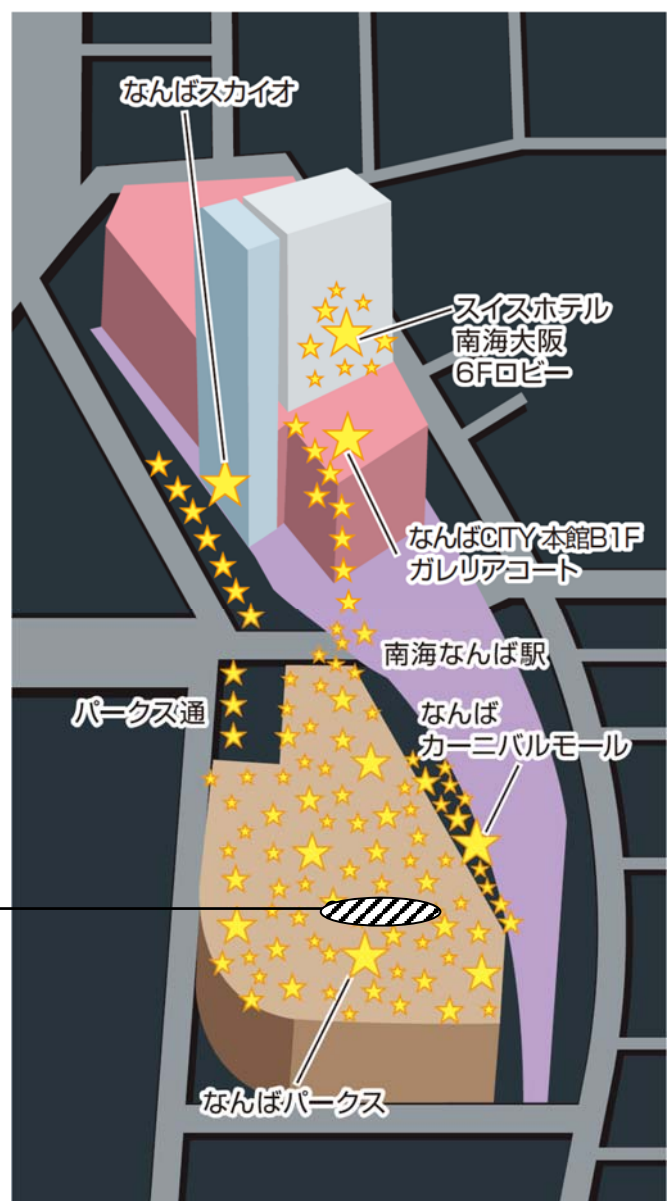 なんばスカイオ
スイスホテル
南海大阪
6Fロビー
なんばCITY本館B1F
ガレリアコート
南海なんば駅
パークス通
なんば
カーニバルモール
なんばパークス